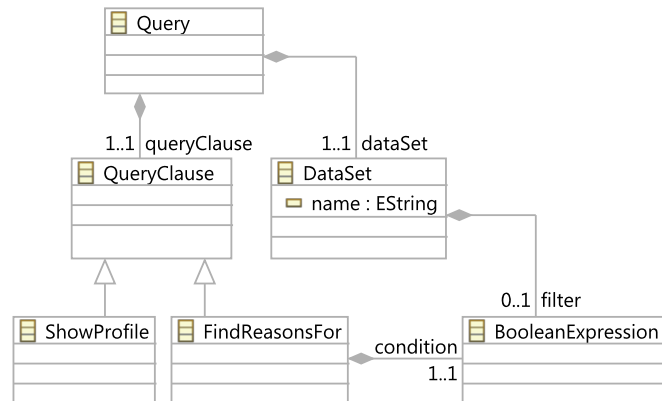 Query
1..1 queryClause
1..1 dataSet
QueryClause
DataSet
name : EString
0..1 filter
ShowProfile
FindReasonsFor
condition
1..1
BooleanExpression